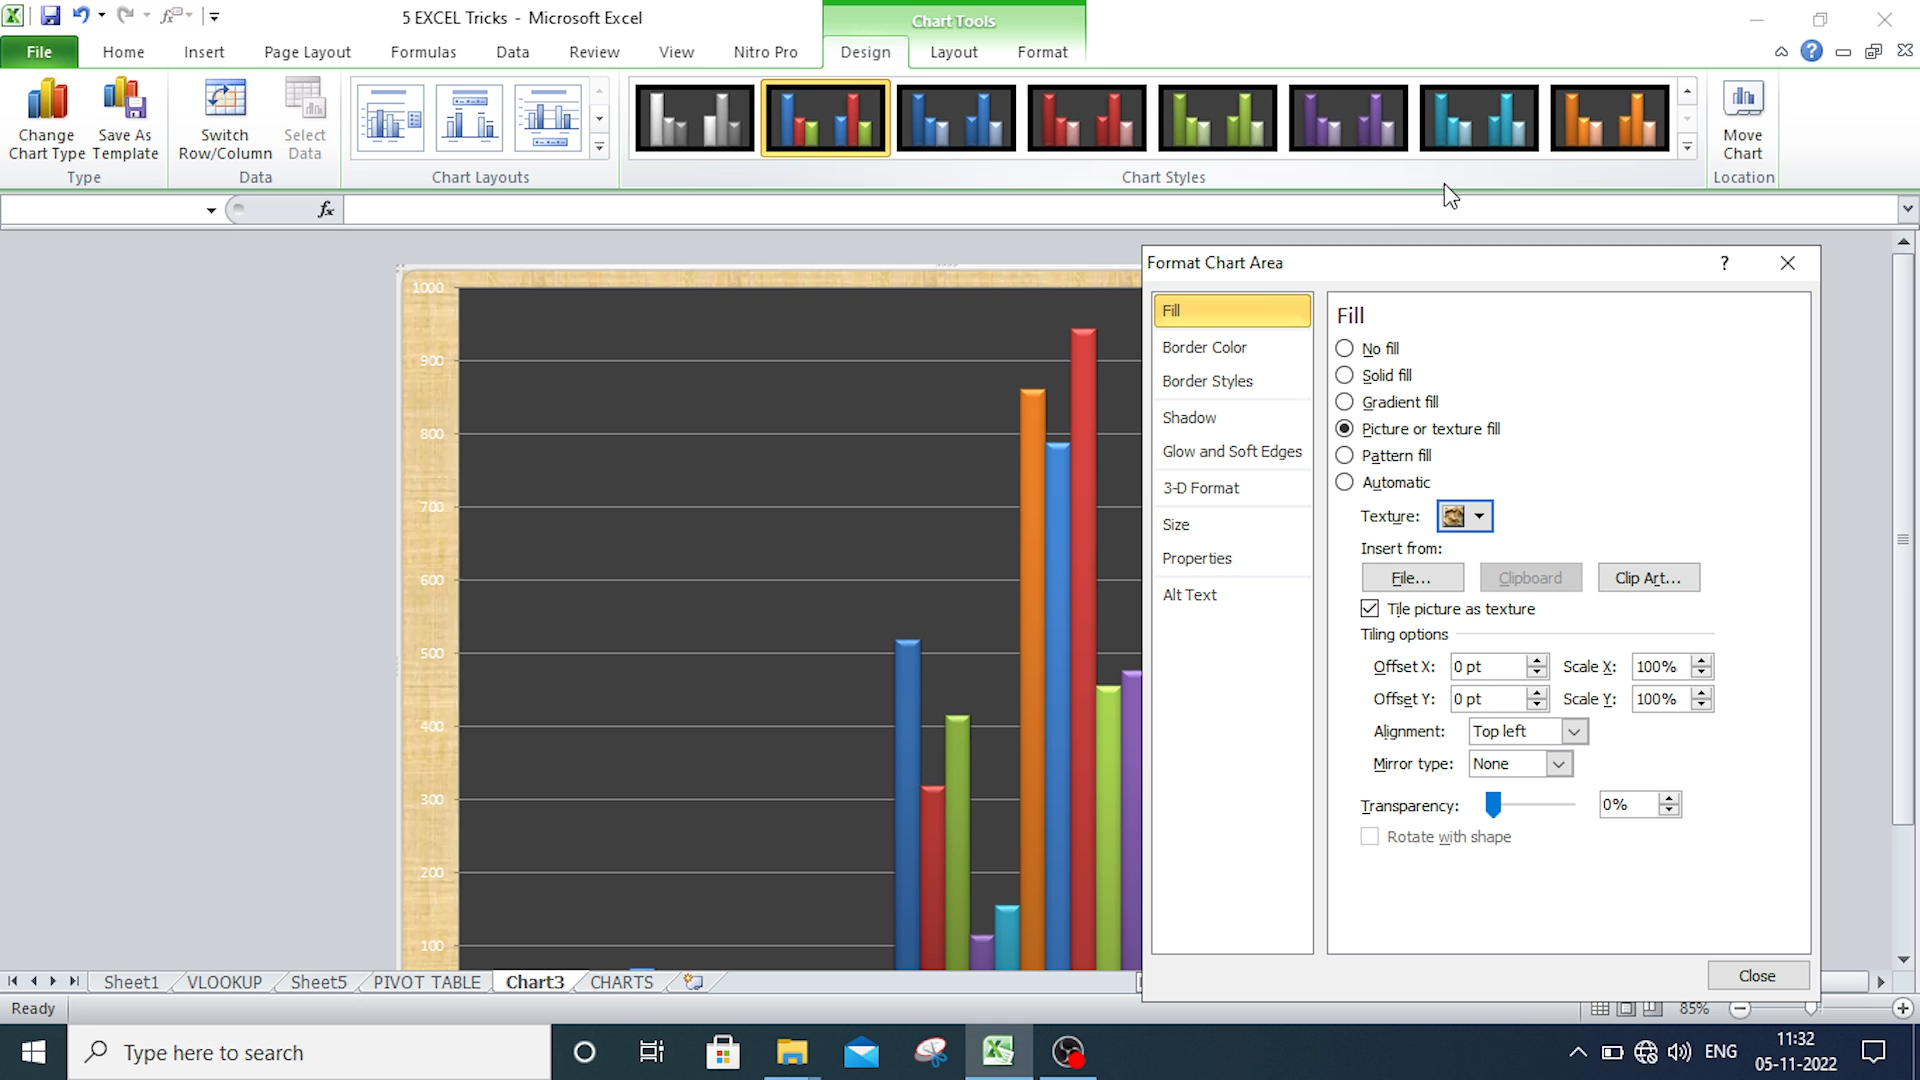 5 EXCEL Tricks - Microsoft Excel
Chart Tools
File Home Insert Page Layout Formulas Data Review View Nitro Pro Design Layout Format
Change Chart Type
Save As Template
Switch Row/Column
Select Data
Move Chart
Type Data Chart Layouts Chart Styles Location
fx
Format Chart Area
Fill
Border Color
Border Styles
Shadow
Glow and Soft Edges
3-D Format
Size
Properties
Alt Text
Fill
No fill
Solid fill
Gradient fill
Picture or texture fill
Pattern fill
Automatic
Texture:
Insert from:
File... Clipboard Clip Art...
Tile picture as texture
Tiling options
Offset X: 0 pt Scale X: 100%
Offset Y: 0 pt Scale Y: 100%
Alignment: Top left
Mirror type: None
Transparency: 0%
Rotate with shape
Close
1000
900
800
700
600
500
400
300
200
100
Sheet1 VLOOKUP Sheet5 PIVOT TABLE Chart3 CHARTS
Ready 85%
Type here to search
ENG
11:32
05-11-2022